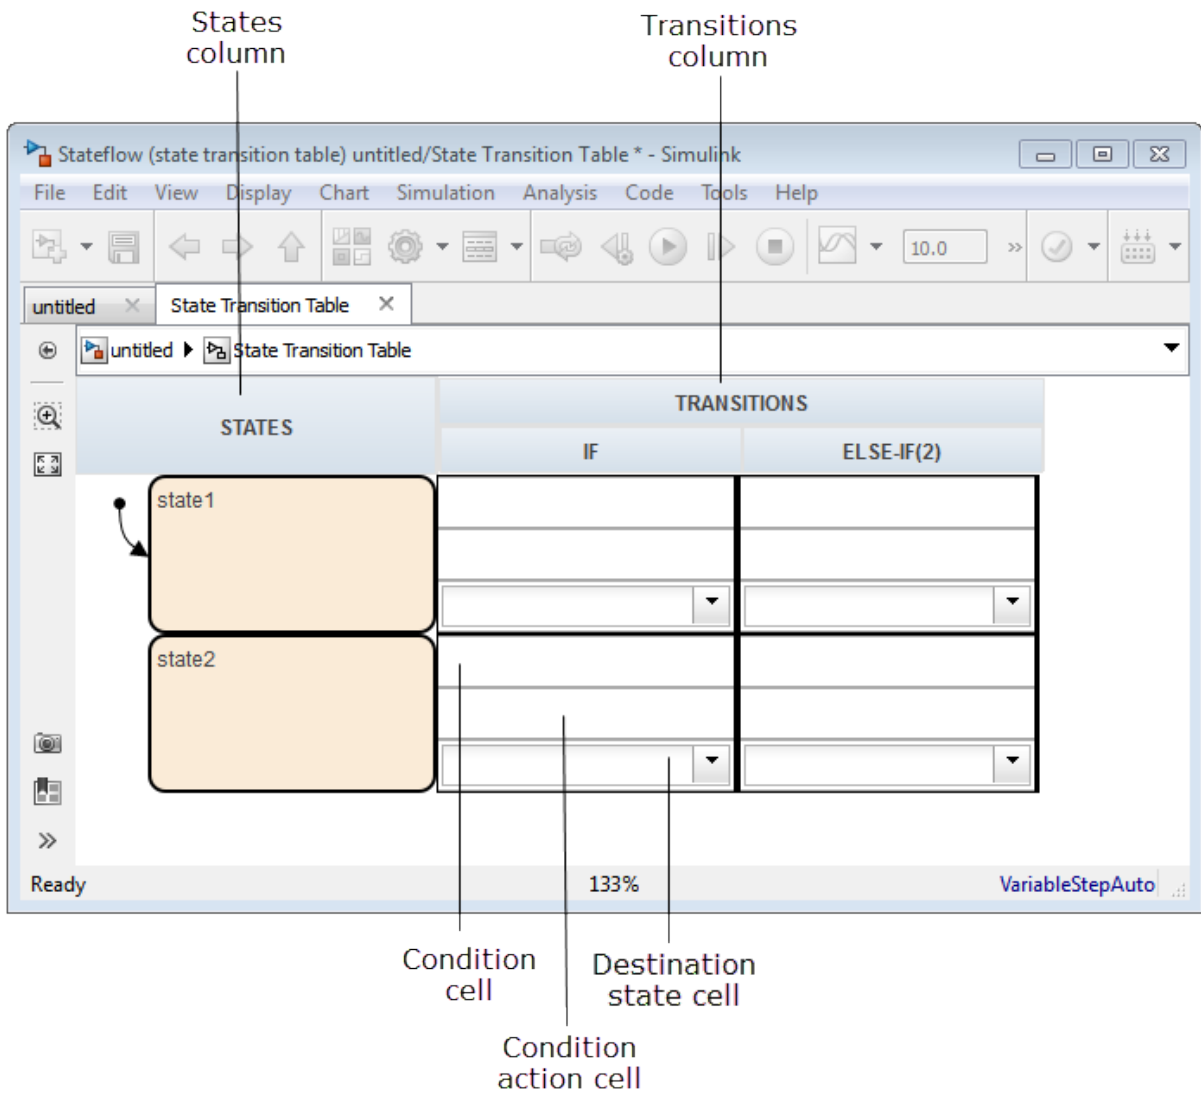 States
column
Transitions
column
Stateflow (state transition table) untitled/State Transition Table * - Simulink
File Edit View Display Chart Simulation Analysis Code Tools Help
10.0
untitled State Transition Table
untitled State Transition Table
STATES
TRANSITIONS
IF ELSE-IF(2)
state1
state2
Ready 133% VariableStepAuto
Condition
cell
Destination
state cell
Condition
action cell